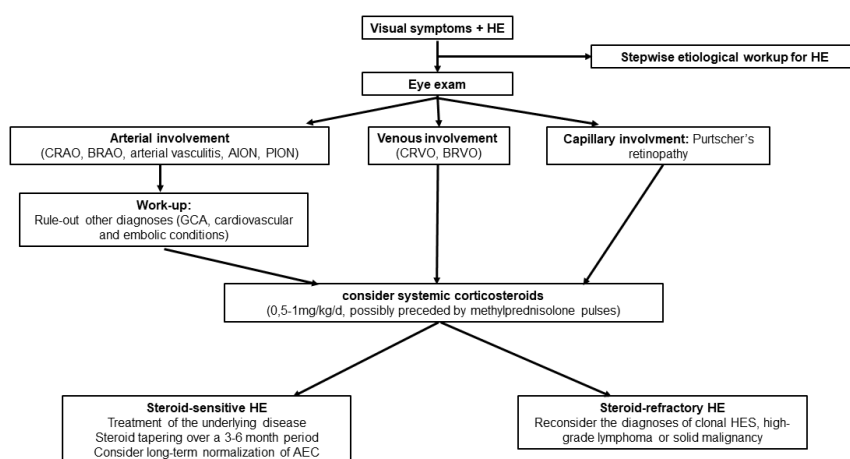 Visual symptoms + HE
Stepwise etiological workup for HE
Eye exam
Arterial involvement
(CRAO, BRAO, arterial vasculitis, AION, PION)
Venous involvement
(CRVO, BRVO)
Capillary involvment: Purtscher's
retinopathy
Work-up:
Rule-out other diagnoses (GCA, cardiovascular
and embolic conditions)
consider systemic corticosteroids
(0,5-1mg/kg/d, possibly preceded by methylprednisolone pulses)
Steroid-sensitive HE
Treatment of the underlying disease
Steroid tapering over a 3-6 month period
Consider long-term normalization of AEC
Steroid-refractory HE
Reconsider the diagnoses of clonal HES, high-
grade lymphoma or solid malignancy